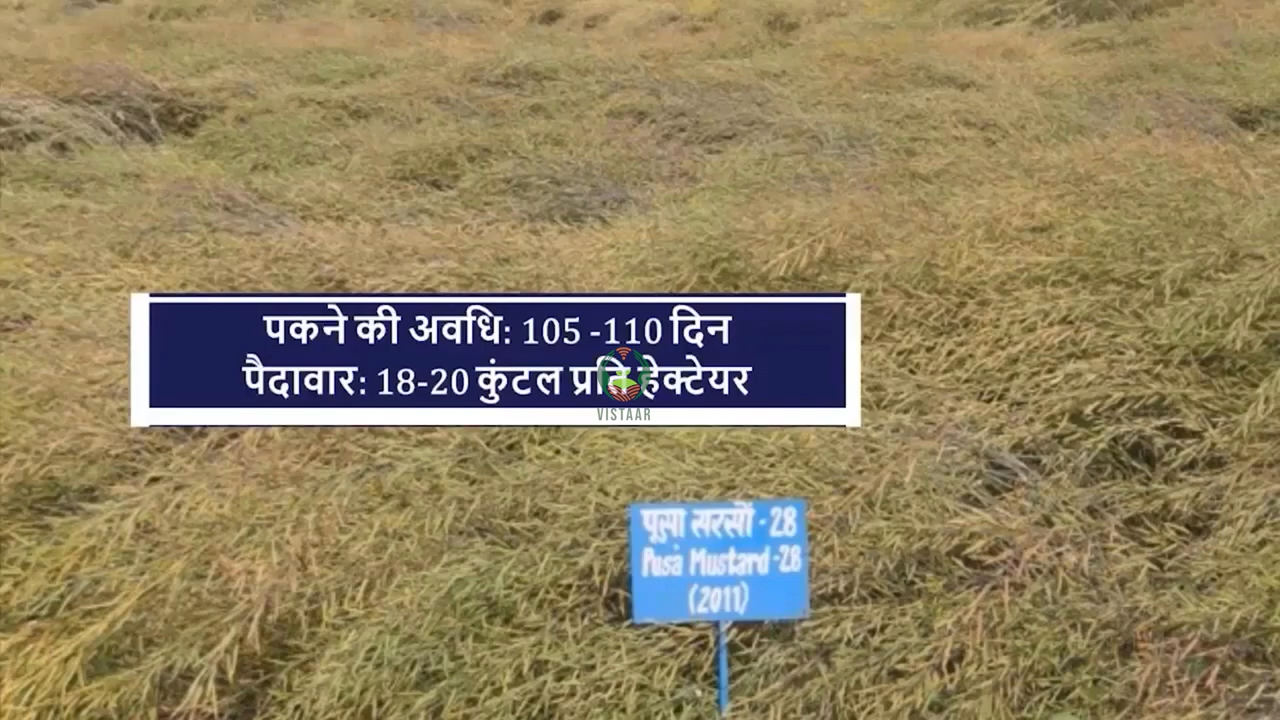 पकने की अवधि: 105 -110 दिन
पैदावार: 18-20 कुंटल प्रति हेक्टेयर
VISTAAR
पूसा सरसों - 28
Pusa Mustard -28
(2011)